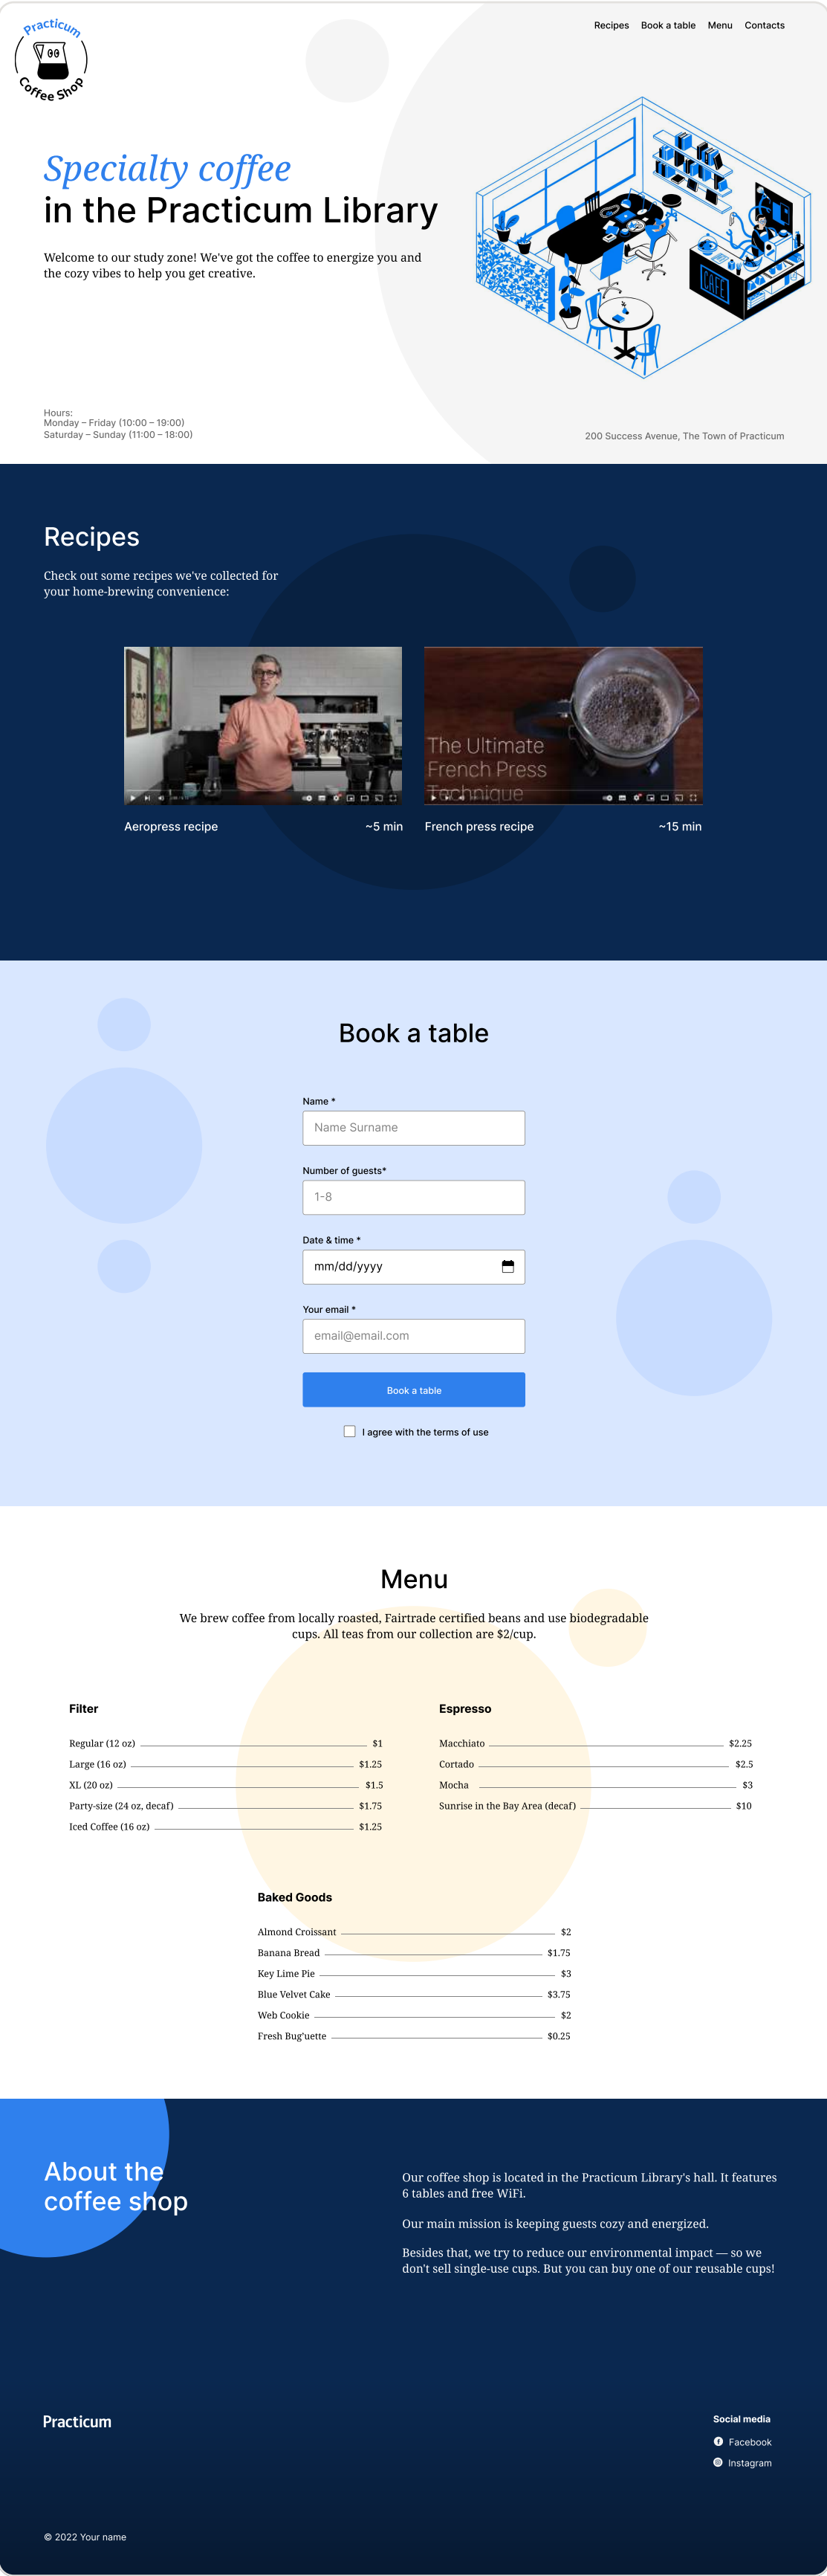 Practicum
Coffee Shop
Recipes Book a table Menu Contacts
Specialty coffee
in the Practicum Library
Welcome to our study zone! We've got the coffee to energize you and
the cozy vibes to help you get creative.
CAFE
Hours:
Monday – Friday (10:00 – 19:00)
Saturday – Sunday (11:00 – 18:00)
200 Success Avenue, The Town of Practicum
Recipes
Check out some recipes we've collected for
your home-brewing convenience:
The Ultimate
French Press
Technique
Aeropress recipe ~5 min
French press recipe ~15 min
Book a table
Name *
Name Surname
Number of guests*
1-8
Date & time *
mm/dd/yyyy
Your email *
email@email.com
Book a table
I agree with the terms of use
Menu
We brew coffee from locally roasted, Fairtrade certified beans and use biodegradable
cups. All teas from our collection are $2/cup.
Filter
Regular (12 oz) $1
Large (16 oz) $1.25
XL (20 oz) $1.5
Party-size (24 oz, decaf) $1.75
Iced Coffee (16 oz) $1.25
Espresso
Macchiato $2.25
Cortado $2.5
Mocha $3
Sunrise in the Bay Area (decaf) $10
Baked Goods
Almond Croissant $2
Banana Bread $1.75
Key Lime Pie $3
Blue Velvet Cake $3.75
Web Cookie $2
Fresh Bug'uette $0.25
About the
coffee shop
Our coffee shop is located in the Practicum Library's hall. It features
6 tables and free WiFi.
Our main mission is keeping guests cozy and energized.
Besides that, we try to reduce our environmental impact — so we
don't sell single-use cups. But you can buy one of our reusable cups!
Practicum
Social media
Facebook
Instagram
© 2022 Your name